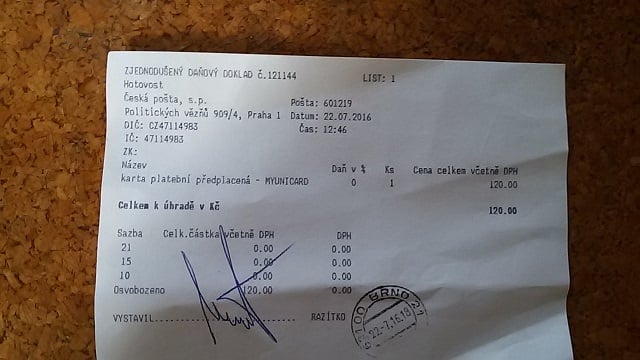 ZJEDNODUŠENÝ DAŇOVÝ DOKLAD č.121144 LIST: 1
Hotovost
Česká pošta, s.p. Pošta: 601219
Politických vězňů 909/4, Praha 1 Datum: 22.07.2016
DIČ: CZ47114983 Čas: 12:46
IČ: 47114983
ZK:
Název Daň v % Ks Cena celkem včetně DPH
karta platební předplacená - MYUNICARD 0 1 120.00
Celkem k úhradě v Kč 120.00
Sazba Celk.částka včetně DPH DPH
21 0.00 0.00
15 0.00 0.00
10 0.00 0.00
Osvobozeno 120.00 0.00
VYSTAVIL RAZÍTKO
BRNO 21
22.-7.16.18